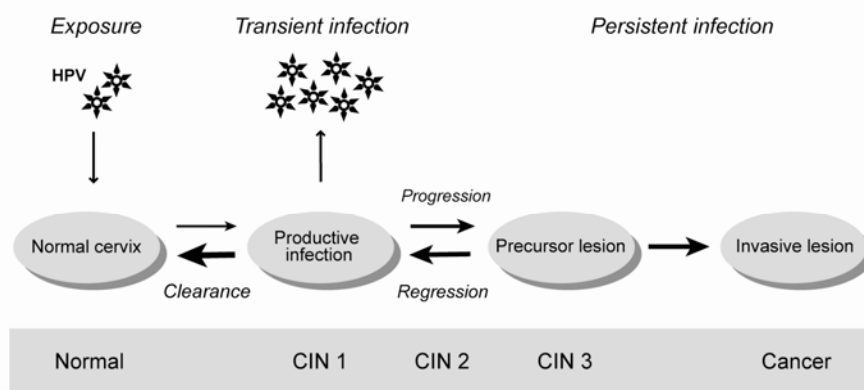 Exposure
Transient infection
Persistent infection
HPV
Progression
Normal cervix
Productive
infection
Precursor lesion
Invasive lesion
Clearance
Regression
Normal
CIN 1
CIN 2
CIN 3
Cancer